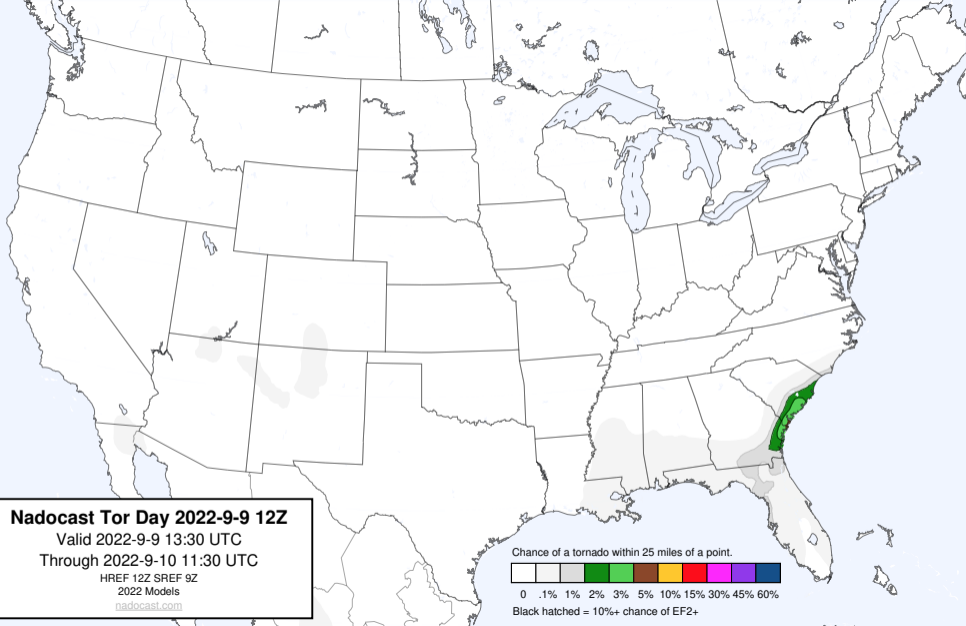 Nadocast Tor Day 2022-9-9 12Z
Valid 2022-9-9 13:30 UTC
Through 2022-9-10 11:30 UTC
HREF 12Z SREF 9Z
2022 Models
nadocast.com
Chance of a tornado within 25 miles of a point.
0 .1% 1% 2% 3% 5% 10% 15% 30% 45% 60%
Black hatched = 10%+ chance of EF2+